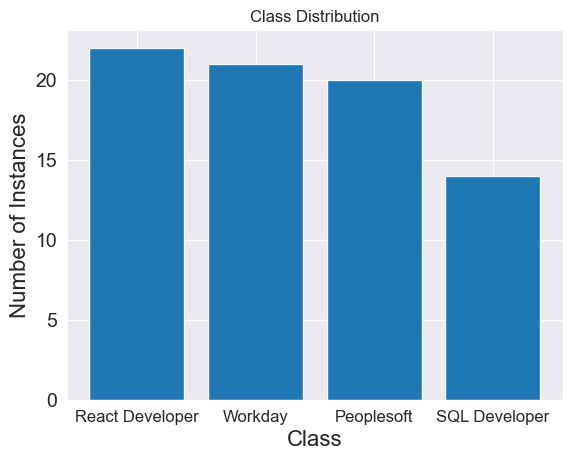 Class Distribution
Number of Instances
20
15
10
5
0
React Developer Workday Peoplesoft SQL Developer
Class